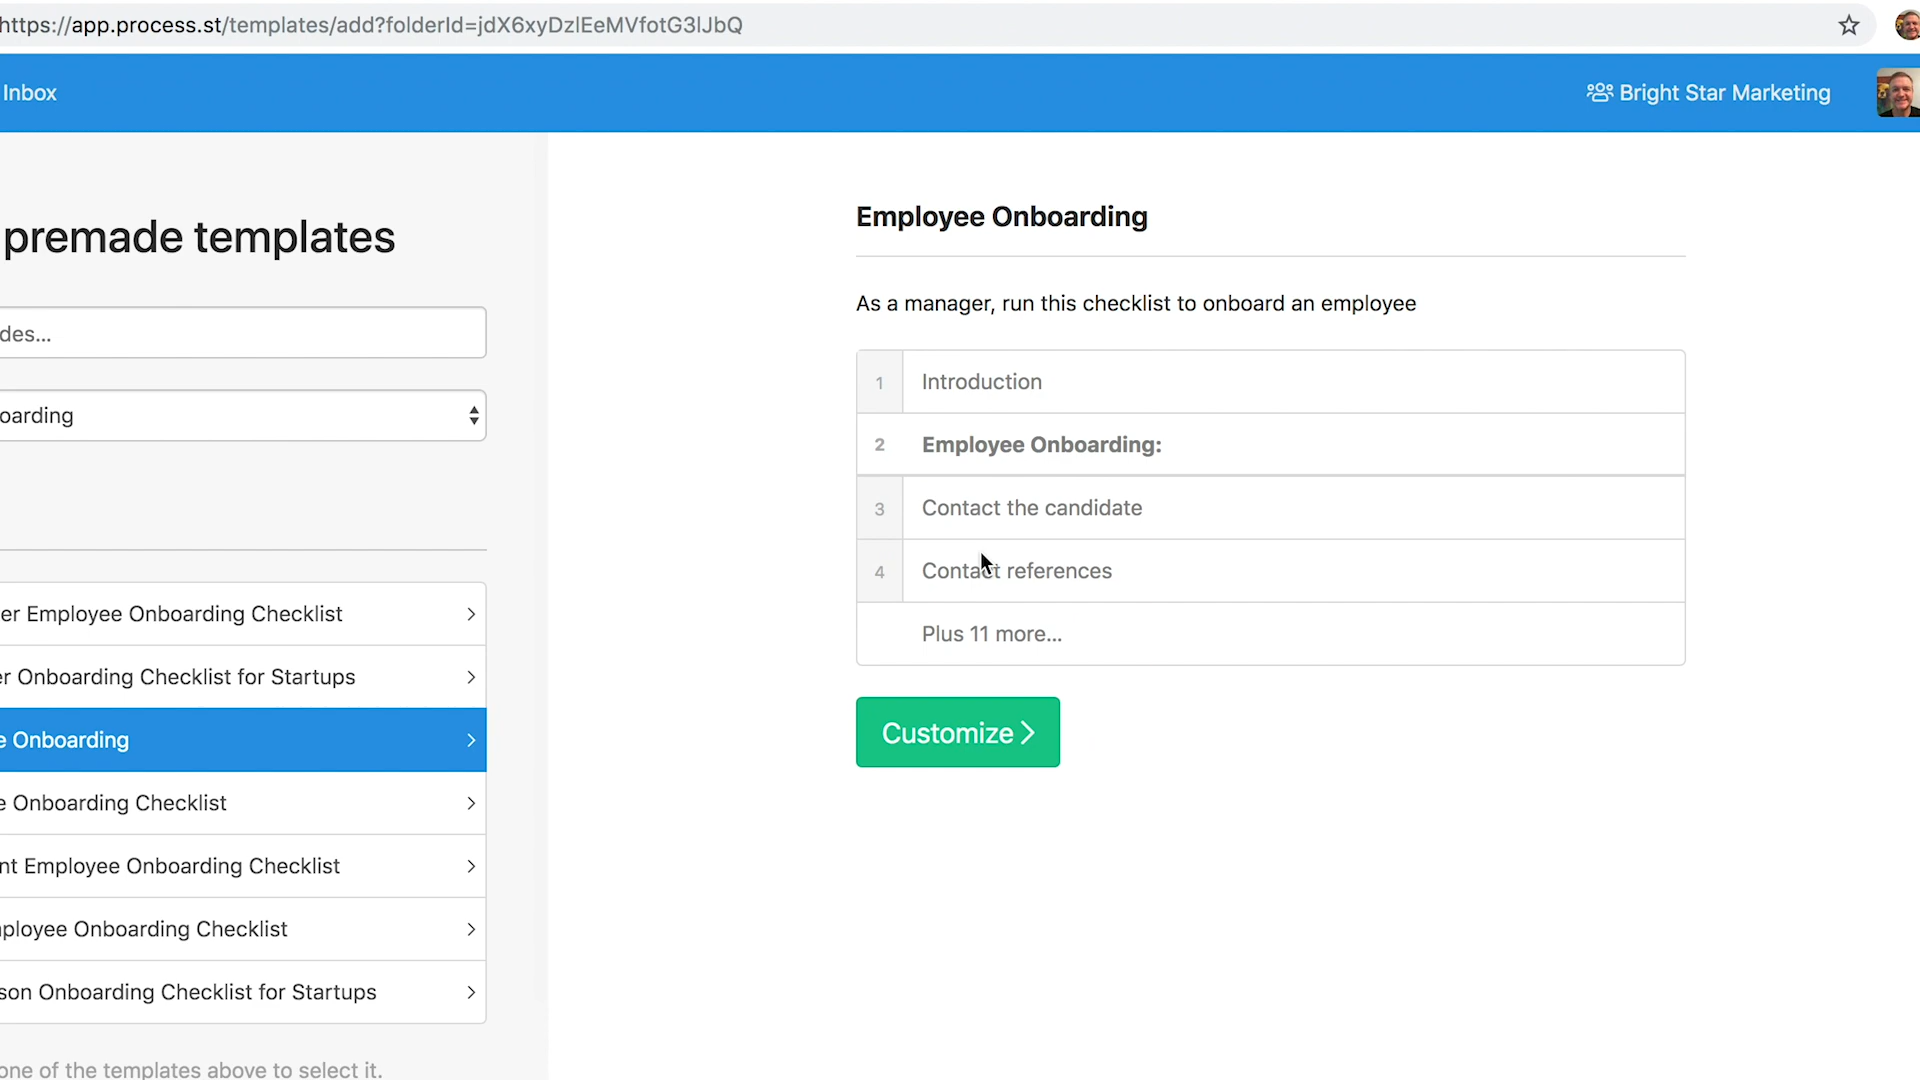 https://app.process.st/templates/add?folderId=jdX6xyDzlEeMVfotG3lJbQ
Inbox
Bright Star Marketing
premade templates
des...
oarding
er Employee Onboarding Checklist
er Onboarding Checklist for Startups
e Onboarding
e Onboarding Checklist
nt Employee Onboarding Checklist
ployee Onboarding Checklist
son Onboarding Checklist for Startups
one of the templates above to select it.
Employee Onboarding
As a manager, run this checklist to onboard an employee
1 Introduction
2 Employee Onboarding:
3 Contact the candidate
4 Contact references
Plus 11 more...
Customize